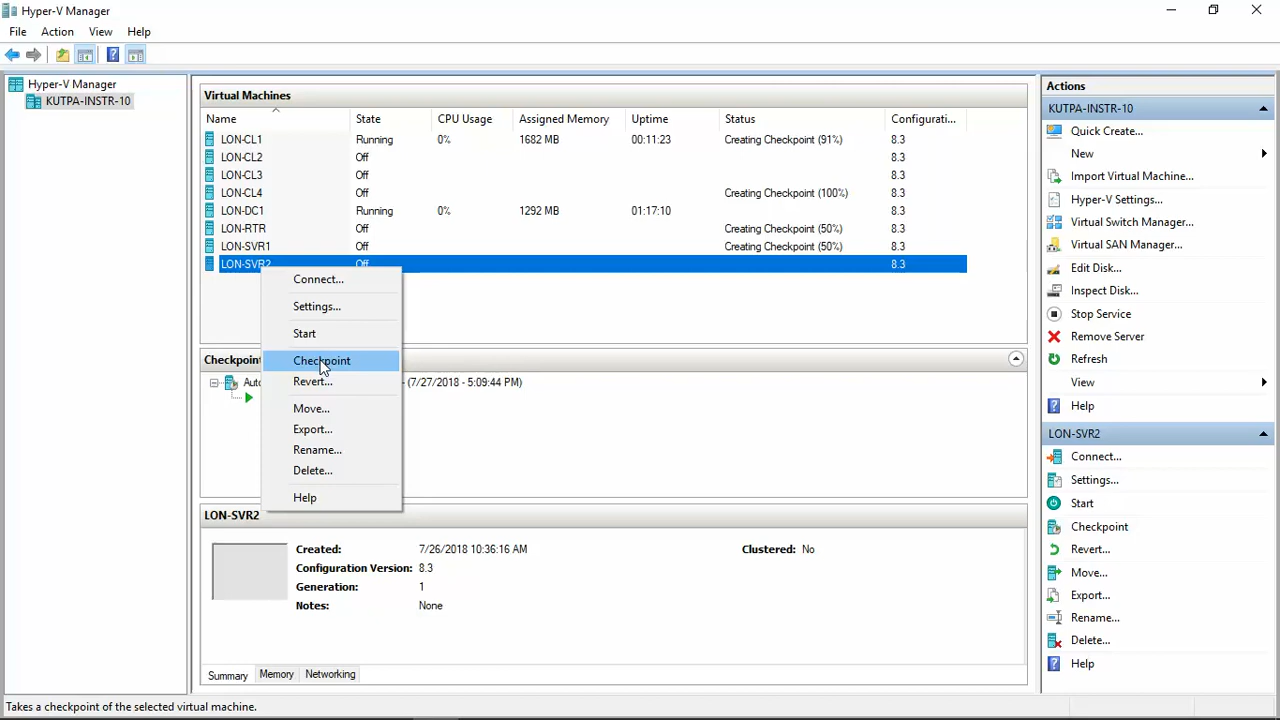 Hyper-V Manager
File Action View Help
Hyper-V Manager
KUTPA-INSTR-10
Virtual Machines
Name State CPU Usage Assigned Memory Uptime Status Configurati...
LON-CL1 Running 0% 1682 MB 00:11:23 Creating Checkpoint (91%) 8.3
LON-CL2 Off 8.3
LON-CL3 Off 8.3
LON-CL4 Off Creating Checkpoint (100%) 8.3
LON-DC1 Running 0% 1292 MB 01:17:10 8.3
LON-RTR Off Creating Checkpoint (50%) 8.3
LON-SVR1 Off Creating Checkpoint (50%) 8.3
LON-SVR2 Off 8.3
Connect...
Settings...
Start
Checkpoint
Revert...
Move...
Export...
Rename...
Delete...
Help
Checkpoint
Auto - (7/27/2018 - 5:09:44 PM)
LON-SVR2
Created: 7/26/2018 10:36:16 AM Clustered: No
Configuration Version: 8.3
Generation: 1
Notes: None
Summary Memory Networking
Actions
KUTPA-INSTR-10
Quick Create...
New
Import Virtual Machine...
Hyper-V Settings...
Virtual Switch Manager...
Virtual SAN Manager...
Edit Disk...
Inspect Disk...
Stop Service
Remove Server
Refresh
View
Help
LON-SVR2
Connect...
Settings...
Start
Checkpoint
Revert...
Move...
Export...
Rename...
Delete...
Help
Takes a checkpoint of the selected virtual machine.